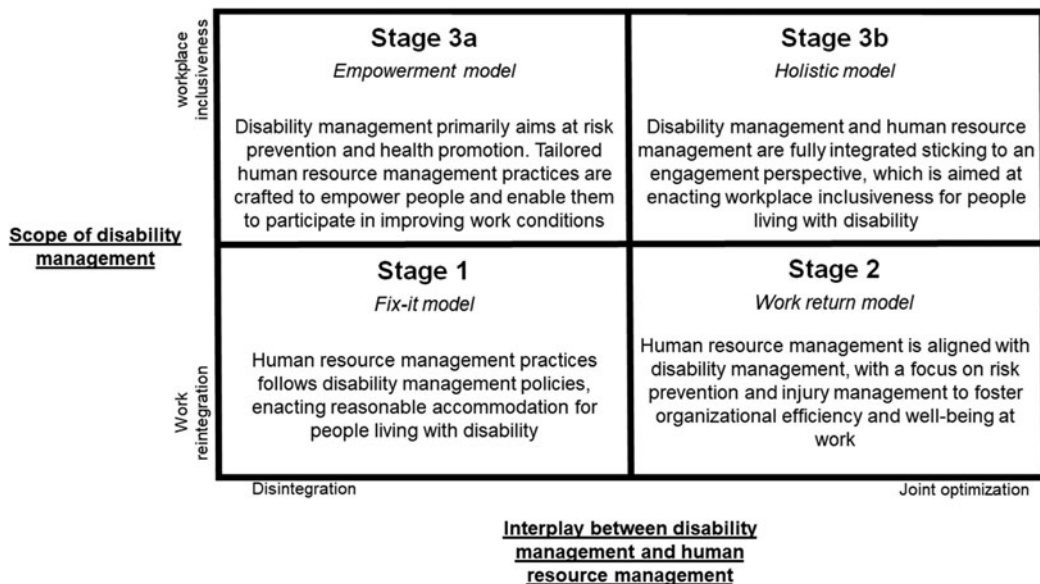 workplace
inclusiveness
Stage 3a
Empowerment model
Disability management primarily aims at risk
prevention and health promotion. Tailored
human resource management practices are
crafted to empower people and enable them
to participate in improving work conditions
Stage 3b
Holistic model
Disability management and human resource
management are fully integrated sticking to an
engagement perspective, which is aimed at
enacting workplace inclusiveness for people
living with disability
Scope of disability
management
Work
reintegration
Stage 1
Fix-it model
Human resource management practices
follows disability management policies,
enacting reasonable accommodation for
people living with disability
Stage 2
Work return model
Human resource management is aligned with
disability management, with a focus on risk
prevention and injury management to foster
organizational efficiency and well-being at
work
Disintegration
Joint optimization
Interplay between disability
management and human
resource management